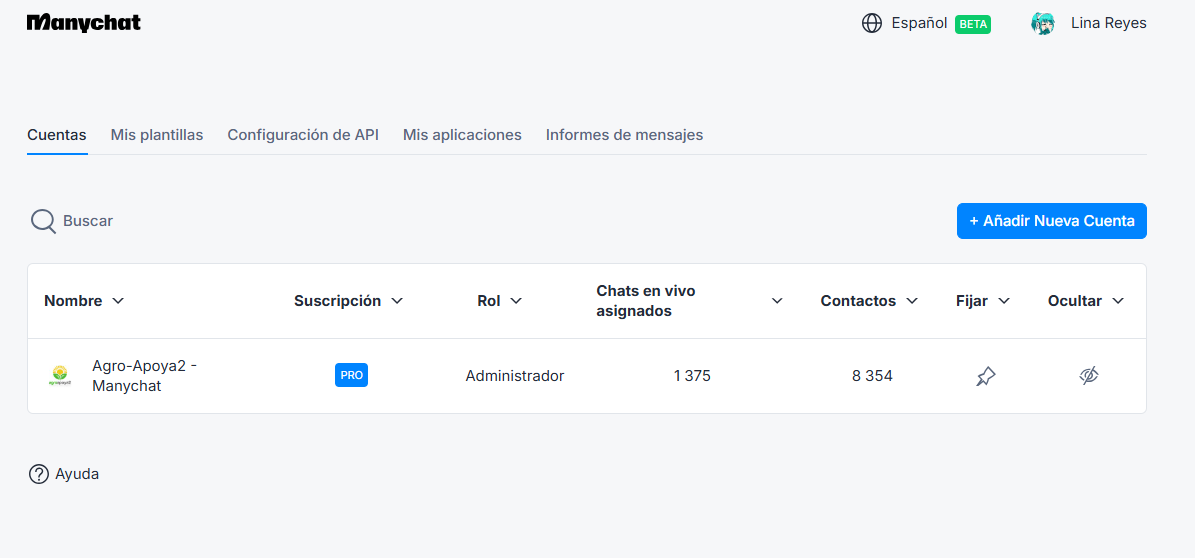 Manychat
Español BETA
Lina Reyes
Cuentas Mis plantillas Configuración de API Mis aplicaciones Informes de mensajes
Buscar
+ Añadir Nueva Cuenta
Nombre Suscripción Rol Chats en vivo
asignados Contactos Fijar Ocultar
Agro-Apoya2 -
Manychat PRO Administrador 1 375 8 354
Ayuda